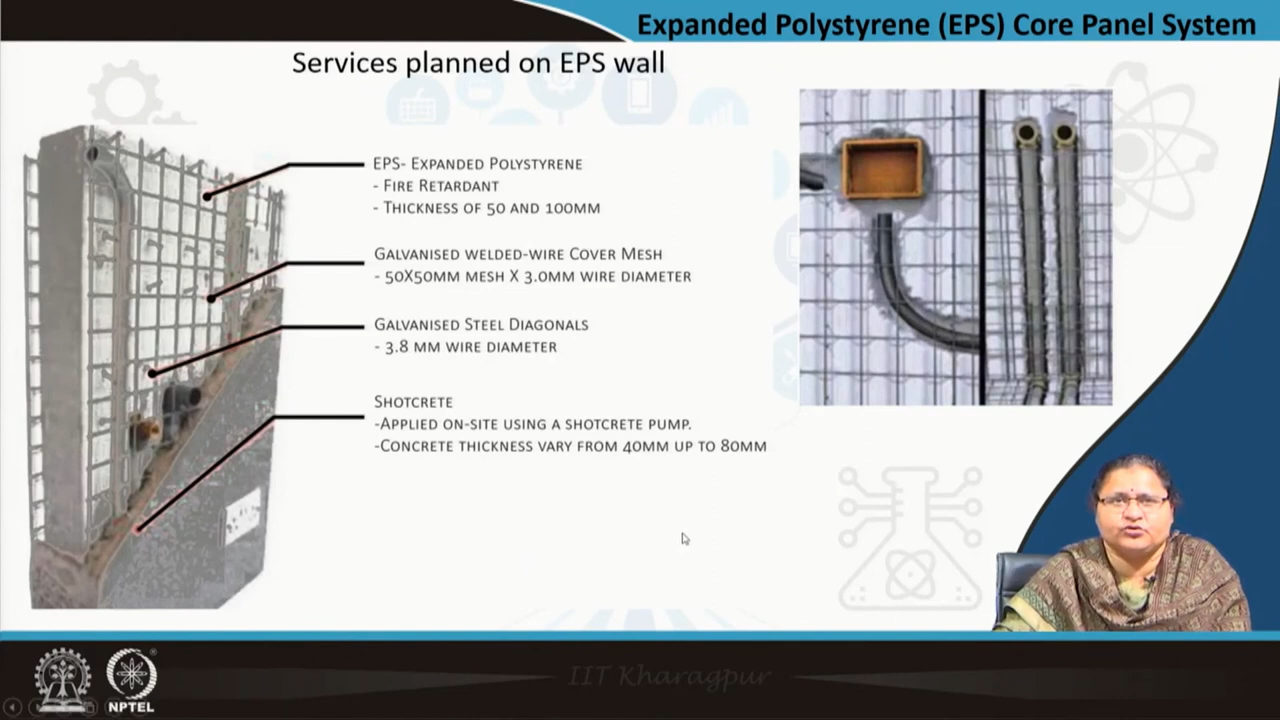 Expanded Polystyrene (EPS) Core Panel System
Services planned on EPS wall
EPS- Expanded Polystyrene
- Fire Retardant
- Thickness of 50 and 100mm
Galvanised welded-wire Cover Mesh
- 50X50mm mesh X 3.0mm wire diameter
Galvanised Steel Diagonals
- 3.8 mm wire diameter
Shotcrete
-Applied on-site using a shotcrete pump.
-Concrete thickness vary from 40mm up to 80mm
IIT Kharagpur
NPTEL